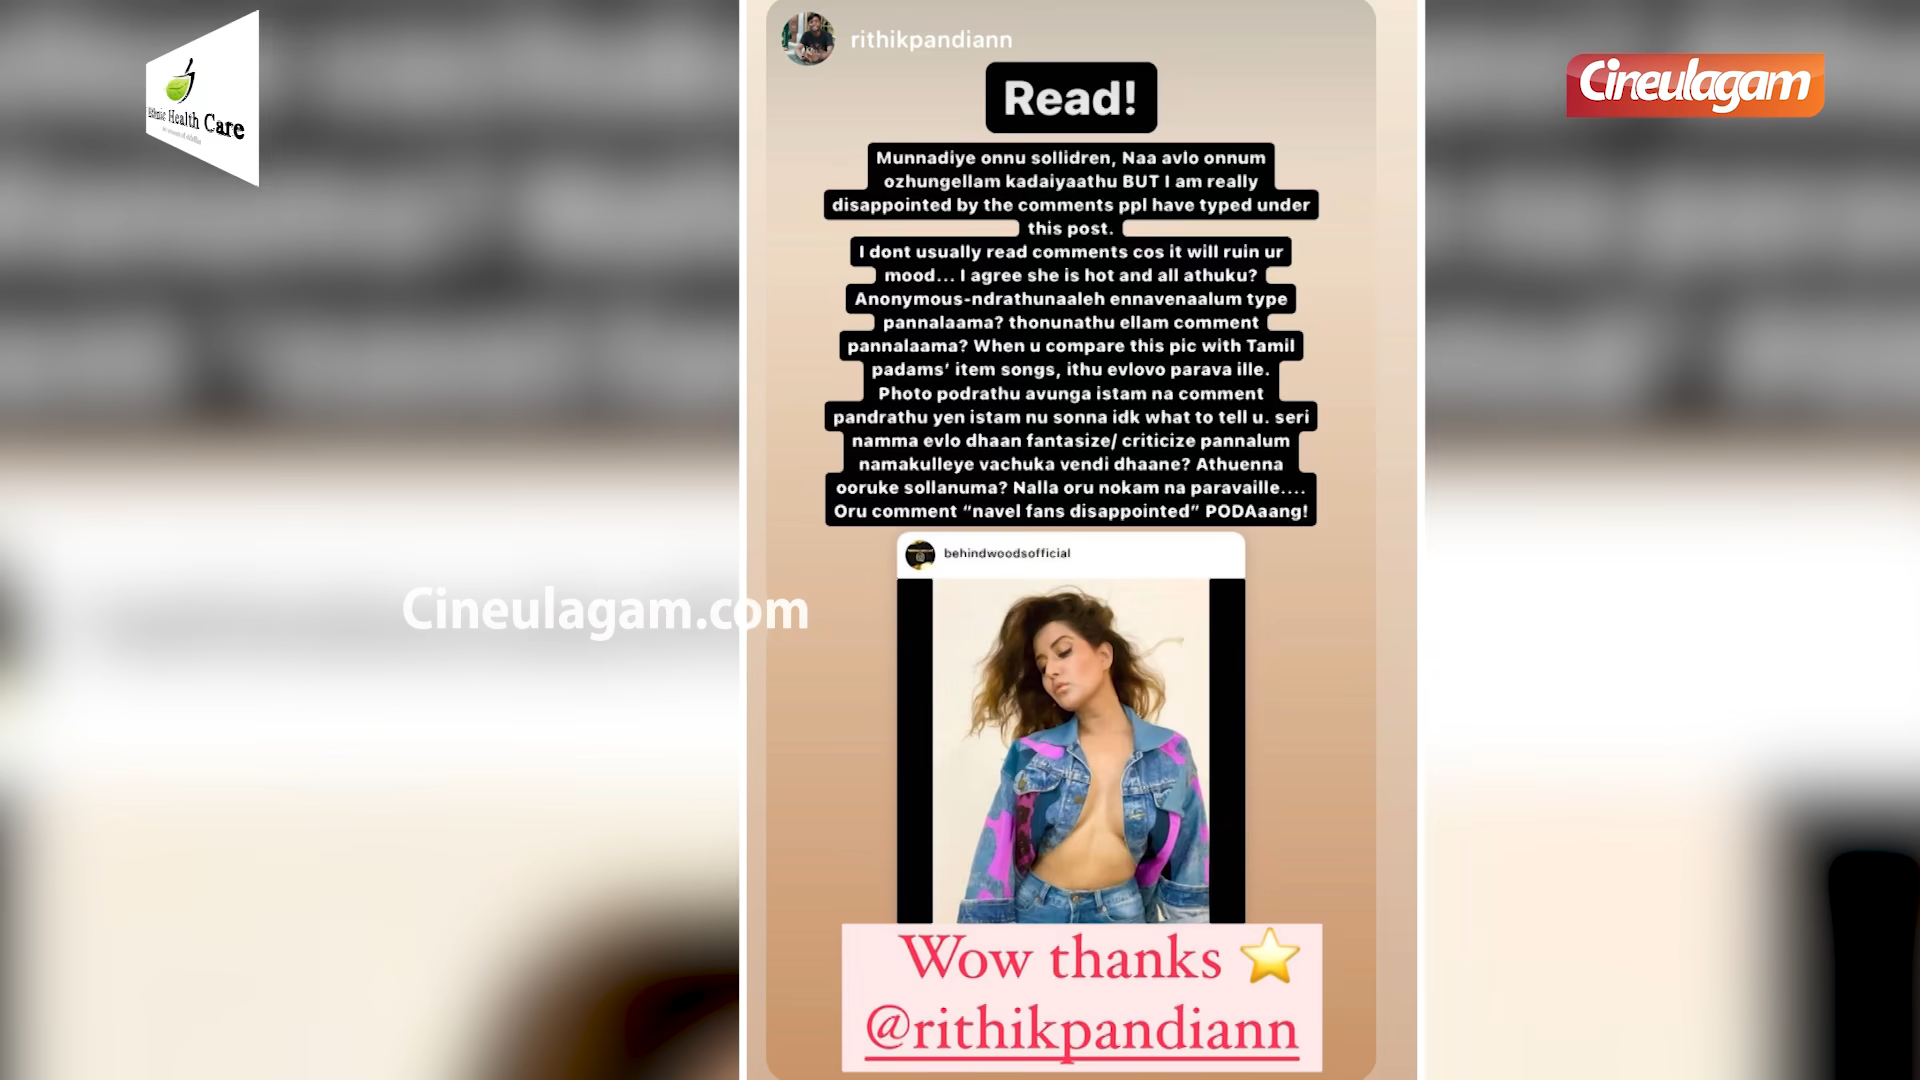 rithikpandiann
Read!
Munnadiye onnu sollidren, Naa avlo onnum
ozhungellam kadaiyaathu BUT I am really
disappointed by the comments ppl have typed under
this post.
I dont usually read comments cos it will ruin ur
mood... I agree she is hot and all athuku?
Anonymous-ndrathunaaleh ennavenaalum type
pannalaama? thonunathu ellam comment
pannalaama? When u compare this pic with Tamil
padams’ item songs, ithu evlovo parava ille.
Photo podrathu avunga istam na comment
pandrathu yen istam nu sonna idk what to tell u. seri
namma evlo dhaan fantasize/ criticize pannalum
namakulleye vachuka vendi dhaane? Athuenna
ooruke sollanuma? Nalla oru nokam na paravaille....
Oru comment “navel fans disappointed” PODAaang!
behindwoodsofficial
Wow thanks ⭐
@rithikpandiann
Ethnic Health Care
Cineulagam
Cineulagam.com